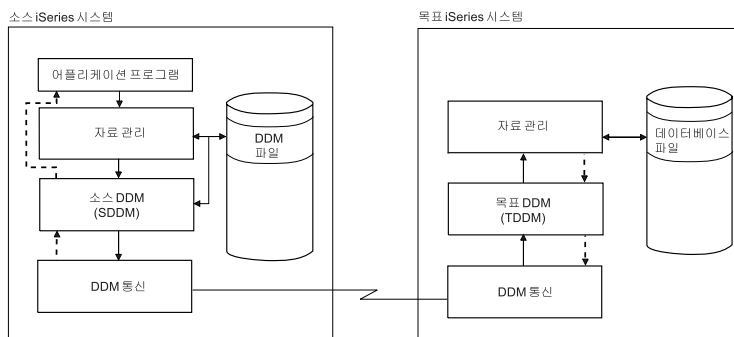 소스 iSeries 시스템
어플리케이션 프로그램
자료 관리
DDM
파일
소스 DDM
(SDDM)
DDM 통신
목표 iSeries 시스템
자료 관리
데이터베이스
파일
목표 DDM
(TDDM)
DDM 통신